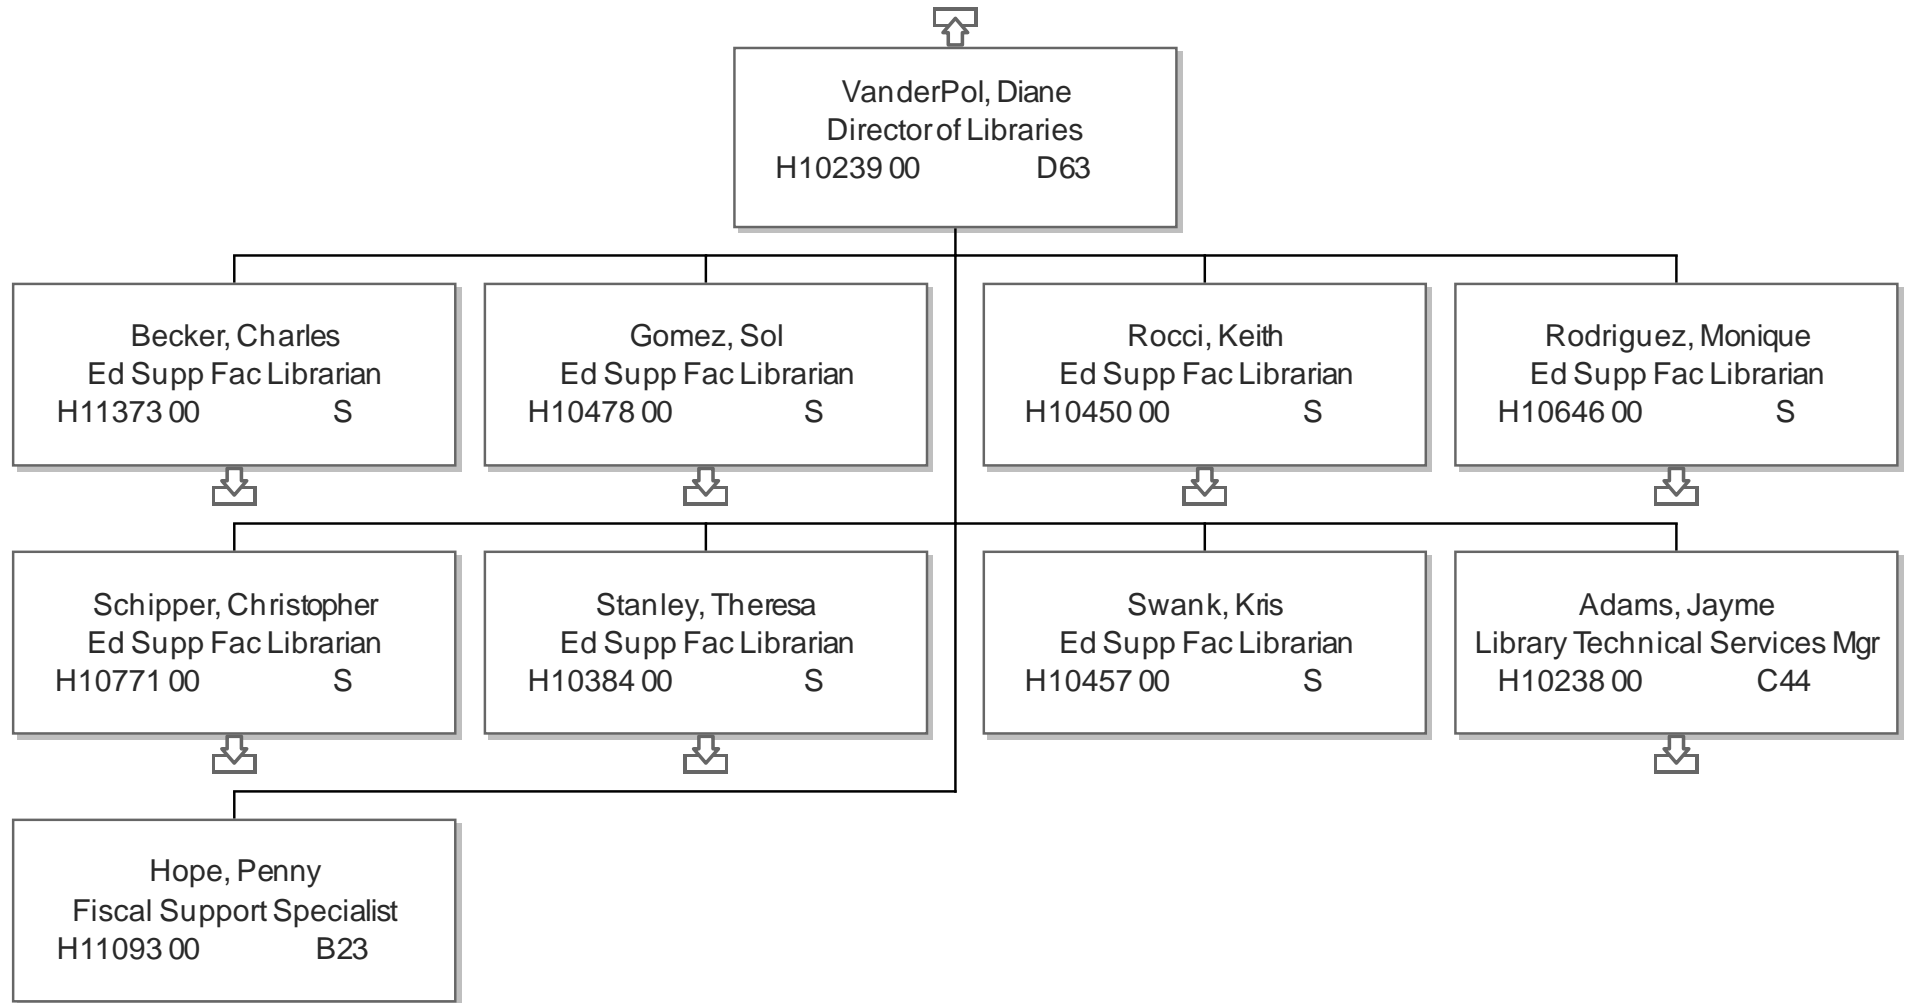 VanderPol, Diane
Director of Libraries
H10239 00 D63
Becker, Charles
Ed Supp Fac Librarian
H11373 00 S
Gomez, Sol
Ed Supp Fac Librarian
H10478 00 S
Rocci, Keith
Ed Supp Fac Librarian
H10450 00 S
Rodriguez, Monique
Ed Supp Fac Librarian
H10646 00 S
Schipper, Christopher
Ed Supp Fac Librarian
H10771 00 S
Stanley, Theresa
Ed Supp Fac Librarian
H10384 00 S
Swank, Kris
Ed Supp Fac Librarian
H10457 00 S
Adams, Jayme
Library Technical Services Mgr
H10238 00 C44
Hope, Penny
Fiscal Support Specialist
H11093 00 B23